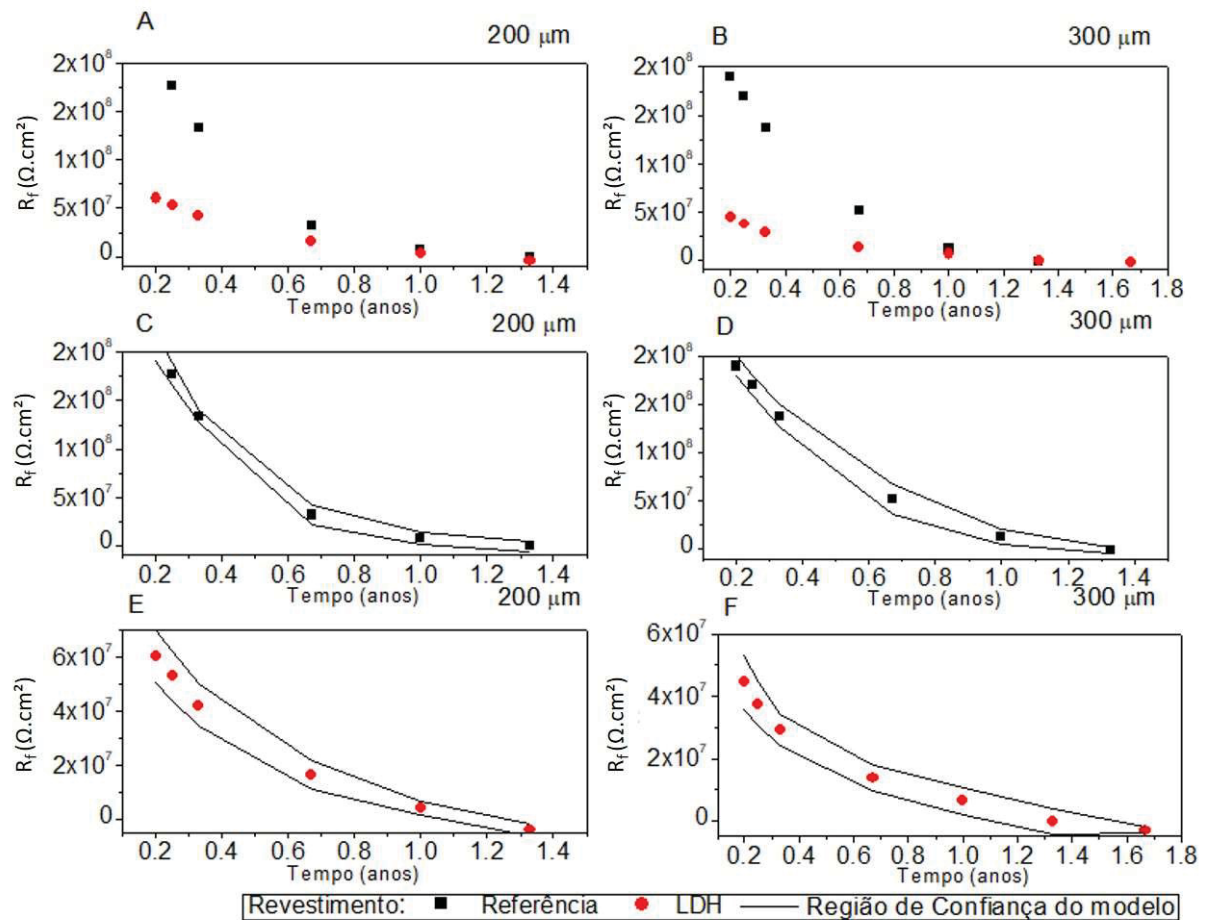 A
200 μm
2x10⁸
2x10⁸
1x10⁸
5x10⁷
0
R_f (Ω.cm²)
0.2 0.4 0.6 0.8 1.0 1.2 1.4
Tempo (anos)
B
300 μm
2x10⁸
2x10⁸
1x10⁸
5x10⁷
0
R_f (Ω.cm²)
0.2 0.4 0.6 0.8 1.0 1.2 1.4 1.6 1.8
Tempo (anos)
C
200 μm
2x10⁸
2x10⁸
1x10⁸
5x10⁷
0
R_f (Ω.cm²)
0.2 0.4 0.6 0.8 1.0 1.2 1.4
Tempo (anos)
D
300 μm
2x10⁸
2x10⁸
1x10⁸
5x10⁷
0
R_f (Ω.cm²)
0.2 0.4 0.6 0.8 1.0 1.2 1.4
Tempo (anos)
E
200 μm
6x10⁷
4x10⁷
2x10⁷
0
R_f (Ω.cm²)
0.2 0.4 0.6 0.8 1.0 1.2 1.4
Tempo (anos)
F
300 μm
6x10⁷
4x10⁷
2x10⁷
0
R_f (Ω.cm²)
0.2 0.4 0.6 0.8 1.0 1.2 1.4 1.6 1.8
Tempo (anos)
Revestimento: Referência LDH Região de Confiança do modelo